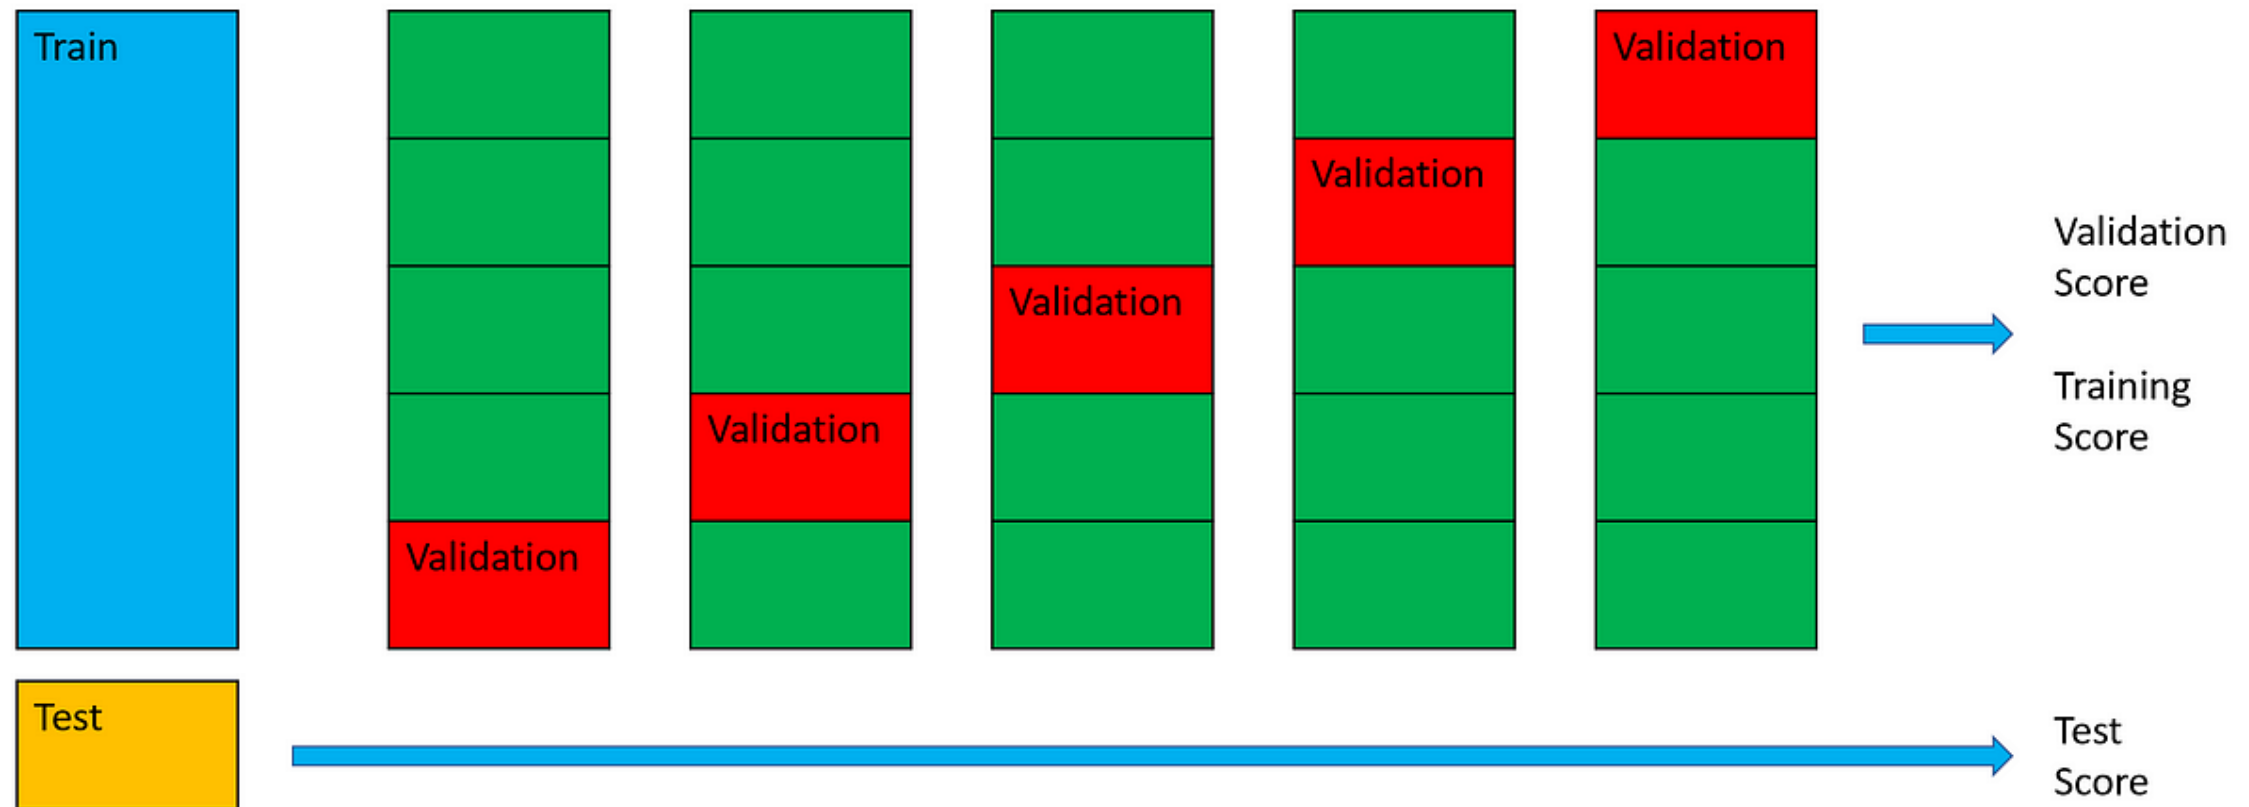 Train
Validation
Validation
Validation
Validation
Validation
Validation
Score
Training
Score
Test
Test
Score